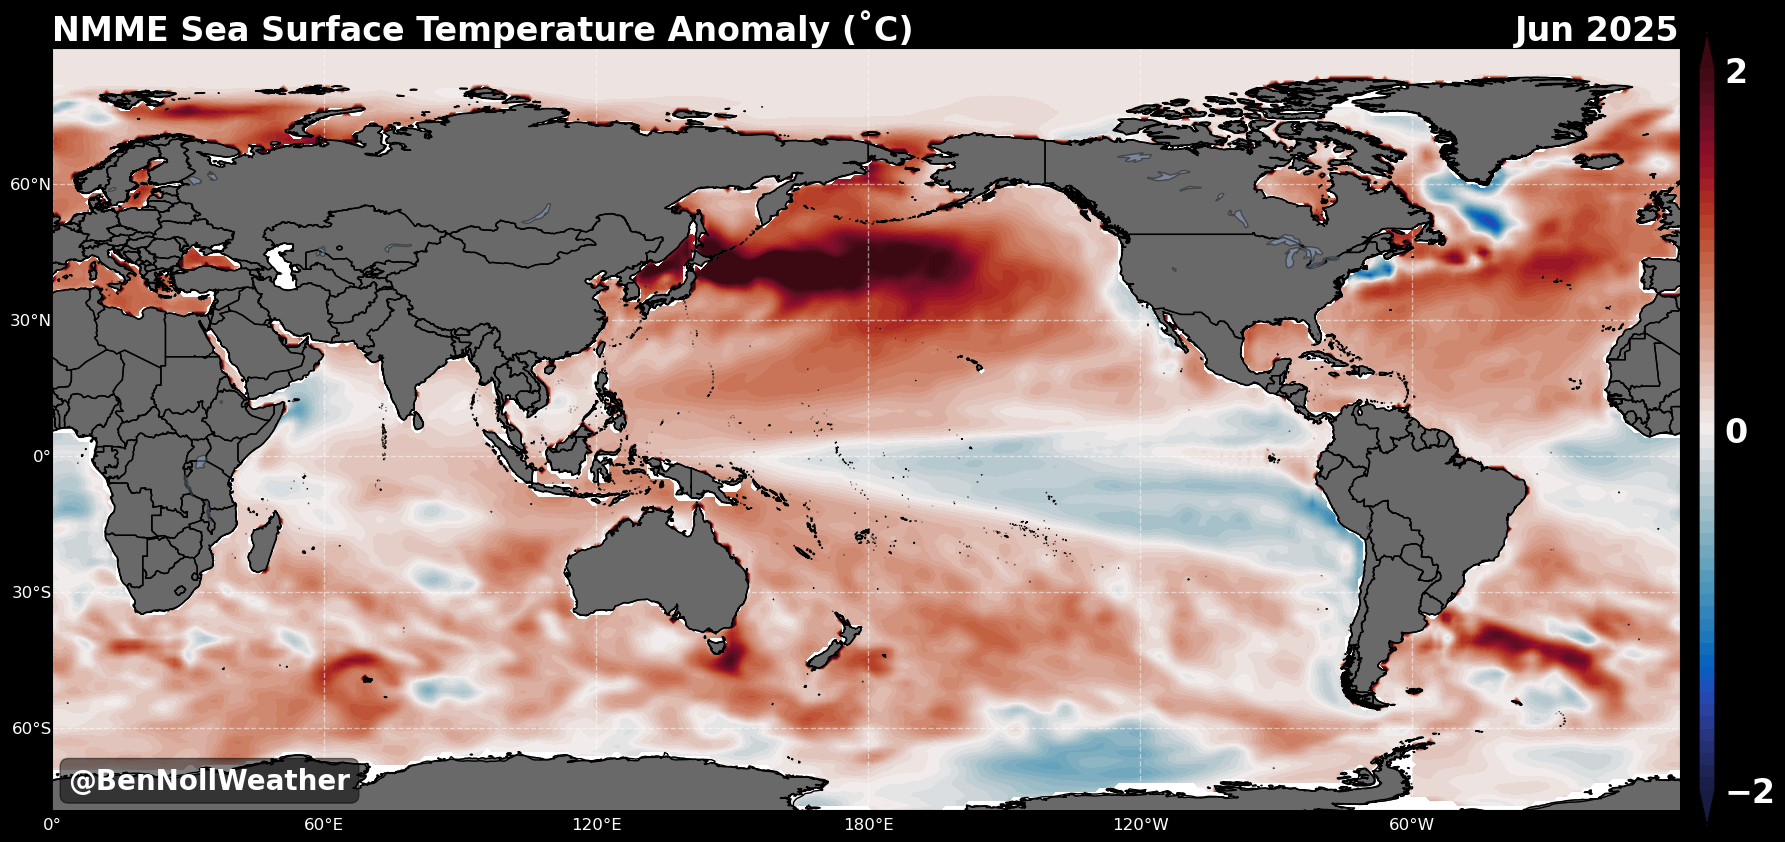 NMME Sea Surface Temperature Anomaly (˚C)
Jun 2025
2
0
−2
60°N
30°N
0°
30°S
60°S
@BenNollWeather
0°
60°E
120°E
180°E
120°W
60°W